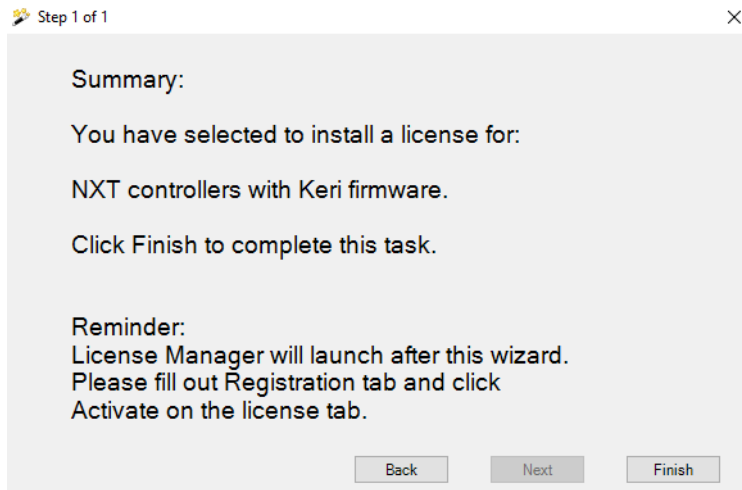 Step 1 of 1
Summary:
You have selected to install a license for:
NXT controllers with Keri firmware.
Click Finish to complete this task.
Reminder:
License Manager will launch after this wizard.
Please fill out Registration tab and click
Activate on the license tab.
Back Next Finish